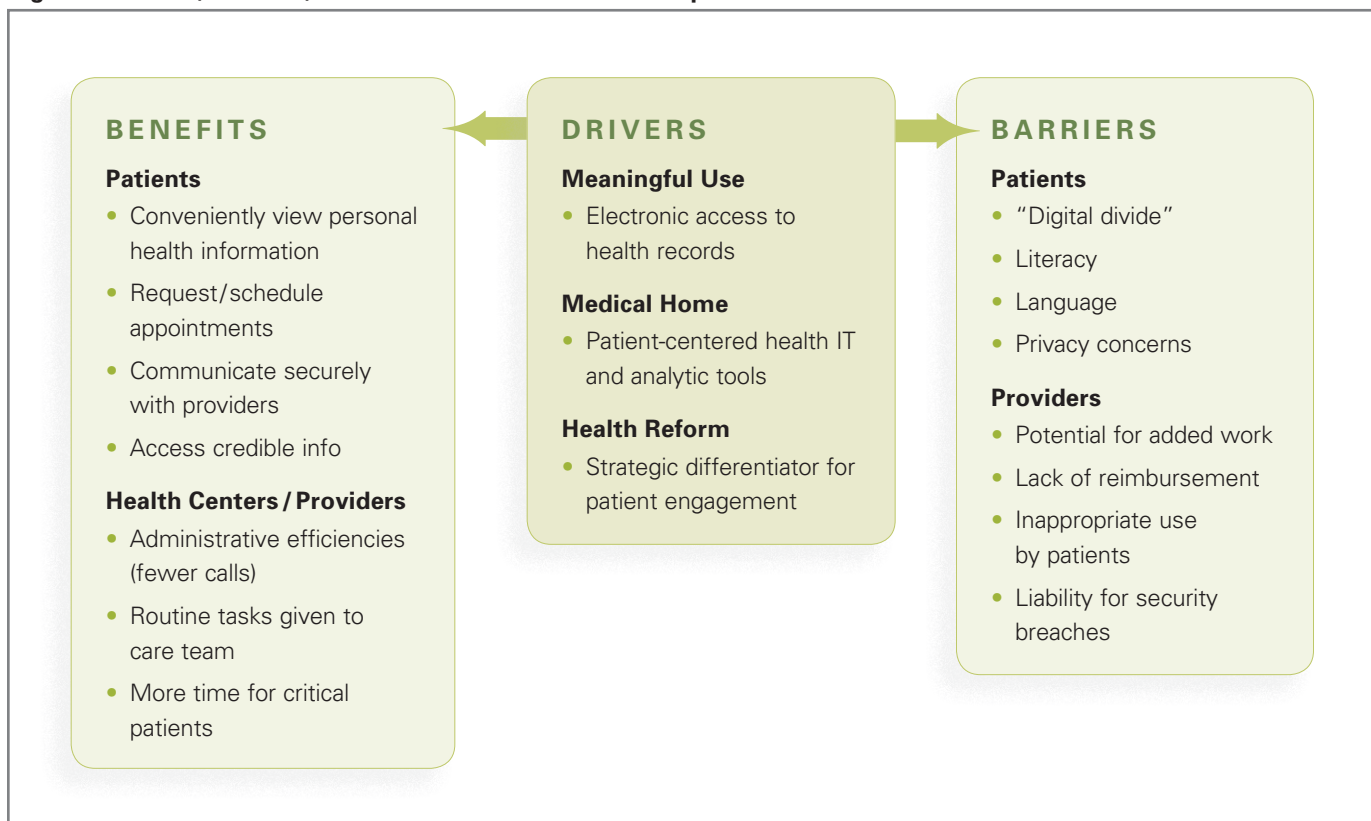 BENEFITS
Patients
• Conveniently view personal
health information
• Request/schedule
appointments
• Communicate securely
with providers
• Access credible info
Health Centers/Providers
• Administrative efficiencies
(fewer calls)
• Routine tasks given to
care team
• More time for critical
patients
DRIVERS
Meaningful Use
• Electronic access to
health records
Medical Home
• Patient-centered health IT
and analytic tools
Health Reform
• Strategic differentiator for
patient engagement
BARRIERS
Patients
• “Digital divide”
• Literacy
• Language
• Privacy concerns
Providers
• Potential for added work
• Lack of reimbursement
• Inappropriate use
by patients
• Liability for security
breaches